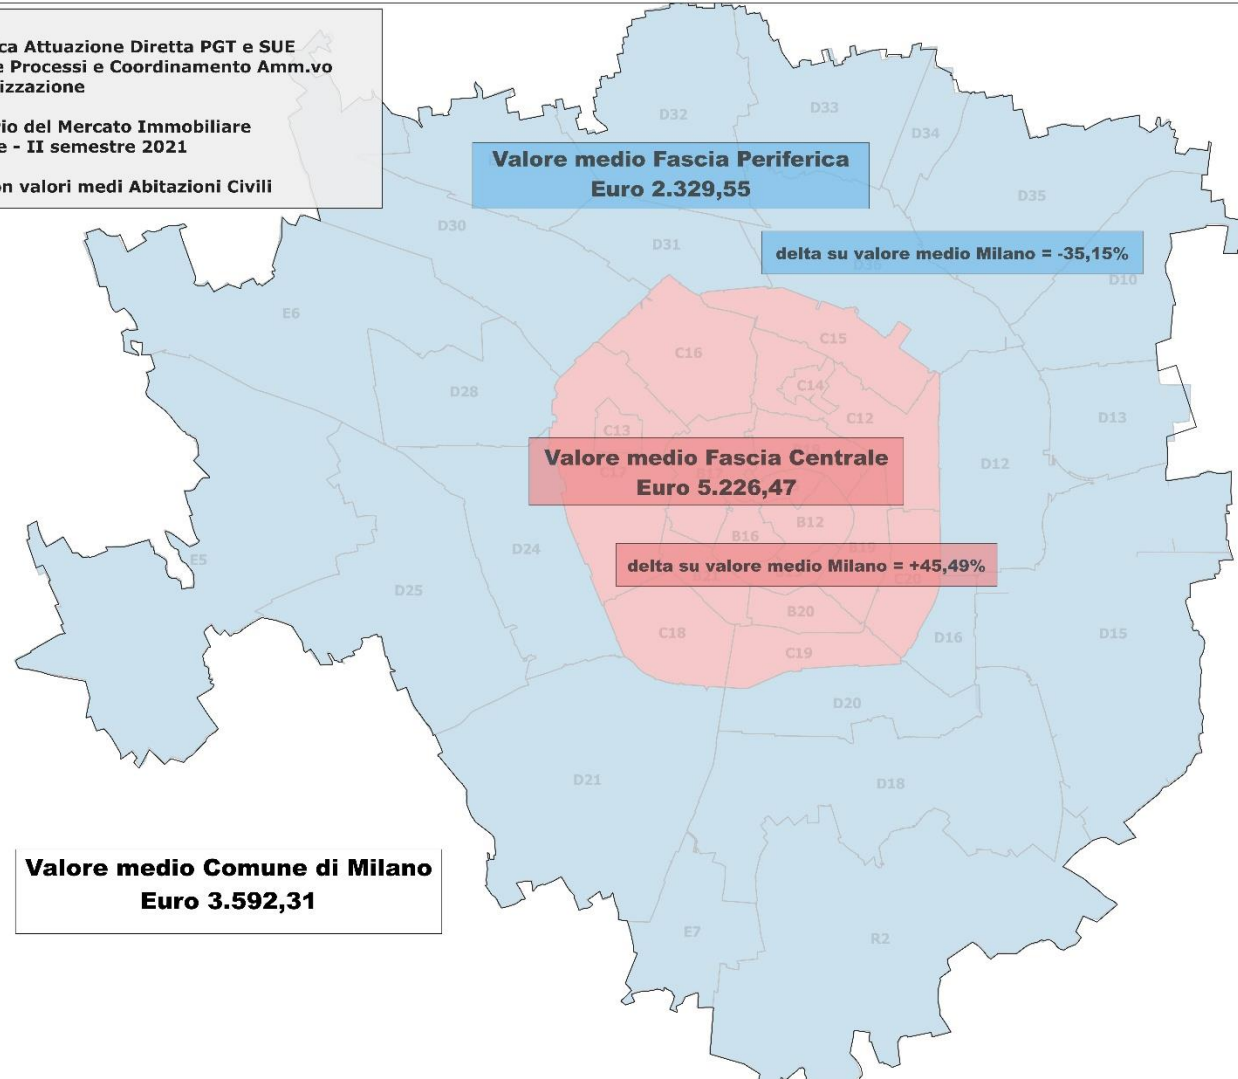 ca Attuazione Diretta PGT e SUE
e Processi e Coordinamento Amm.vo
izzazione
io del Mercato Immobiliare
e - II semestre 2021
on valori medi Abitazioni Civili
D32
D33
D34
Valore medio Fascia Periferica
Euro 2.329,55
D35
D30
D31
delta su valore medio Milano = -35,15%
D10
E6
C15
C16
C14
D28
C12
D13
C13
Valore medio Fascia Centrale
Euro 5.226,47
D12
B12
B16
D24
E5
delta su valore medio Milano = +45,49%
D25
B20
C18
D16
D15
C19
D20
D21
D18
Valore medio Comune di Milano
Euro 3.592,31
E7
R2